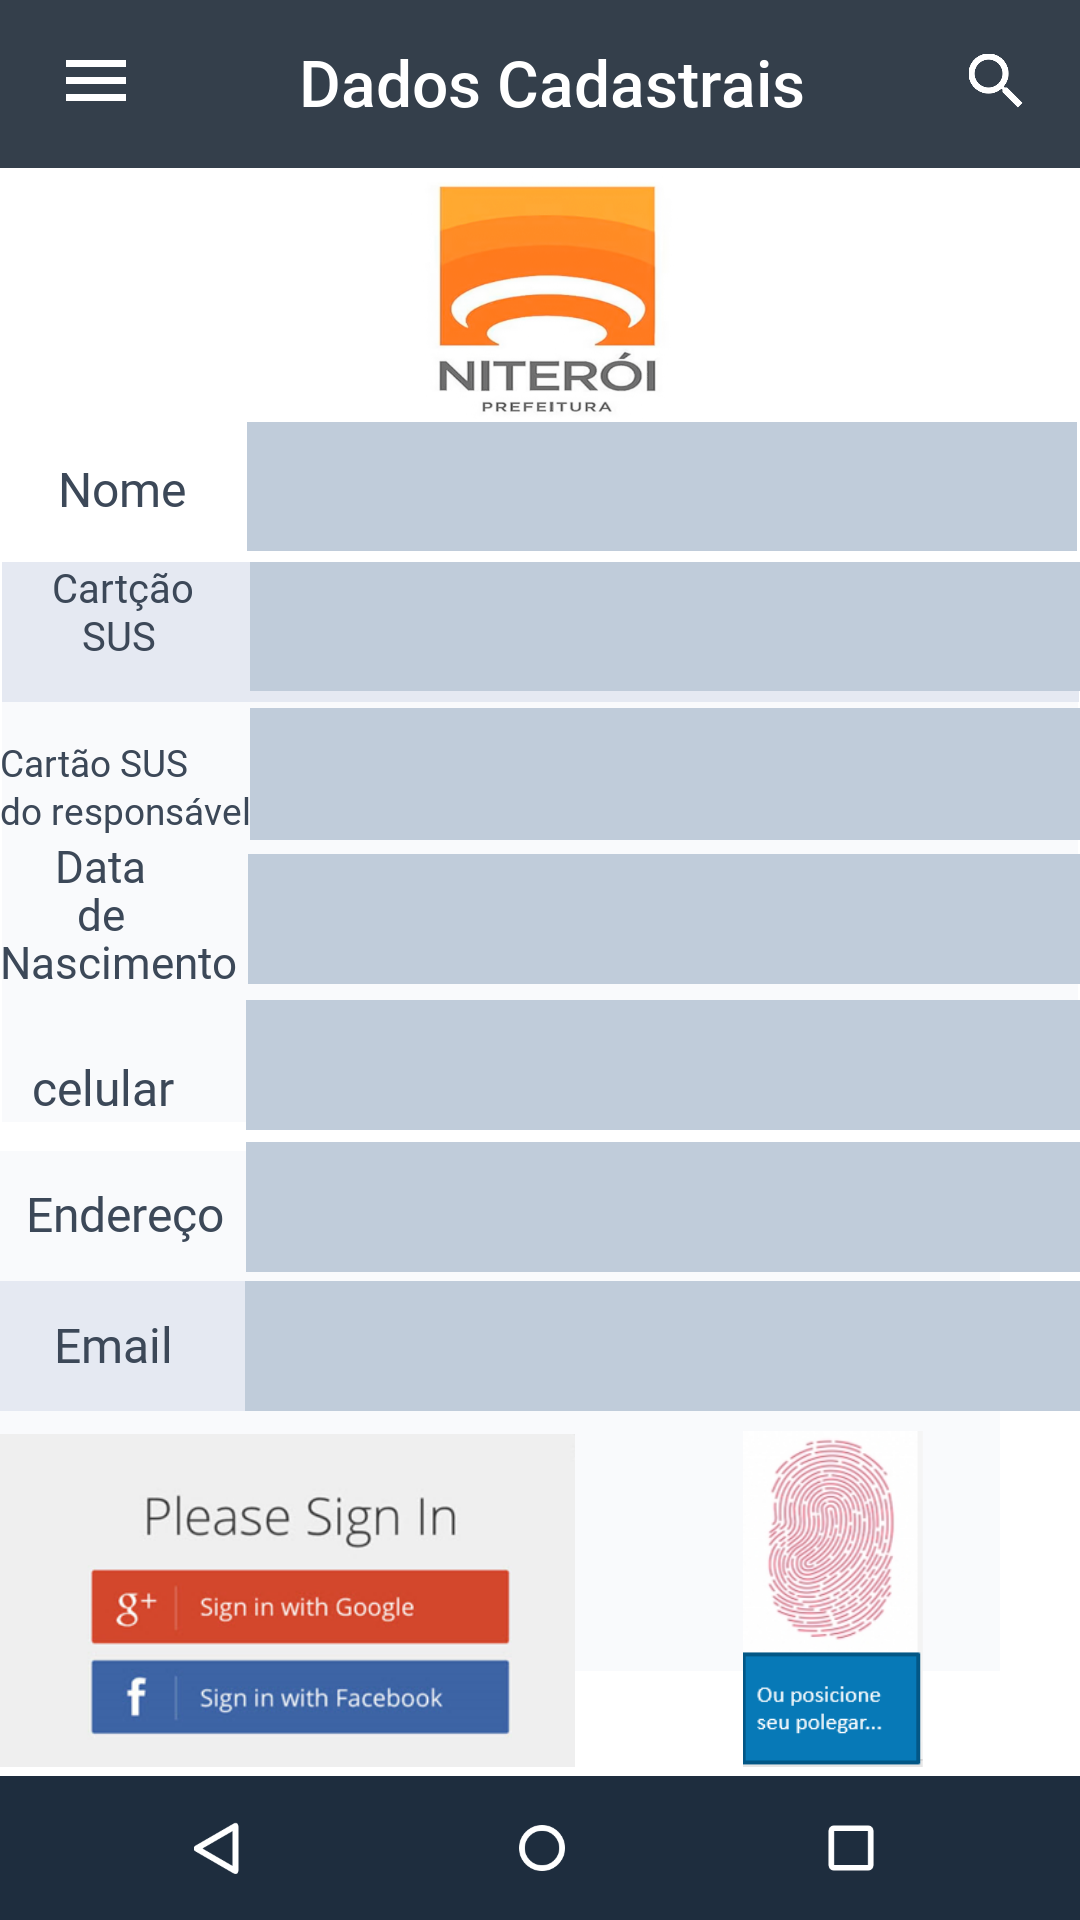 Dados Cadastrais
NITERÓI
PREFEITURA
Nome
Cartção
SUS
Cartão SUS
do responsável
Data
de
Nascimento
celular
Endereço
Email
Please Sign In
g+ Sign in with Google
f Sign in with Facebook
Ou posicione
seu polegar...